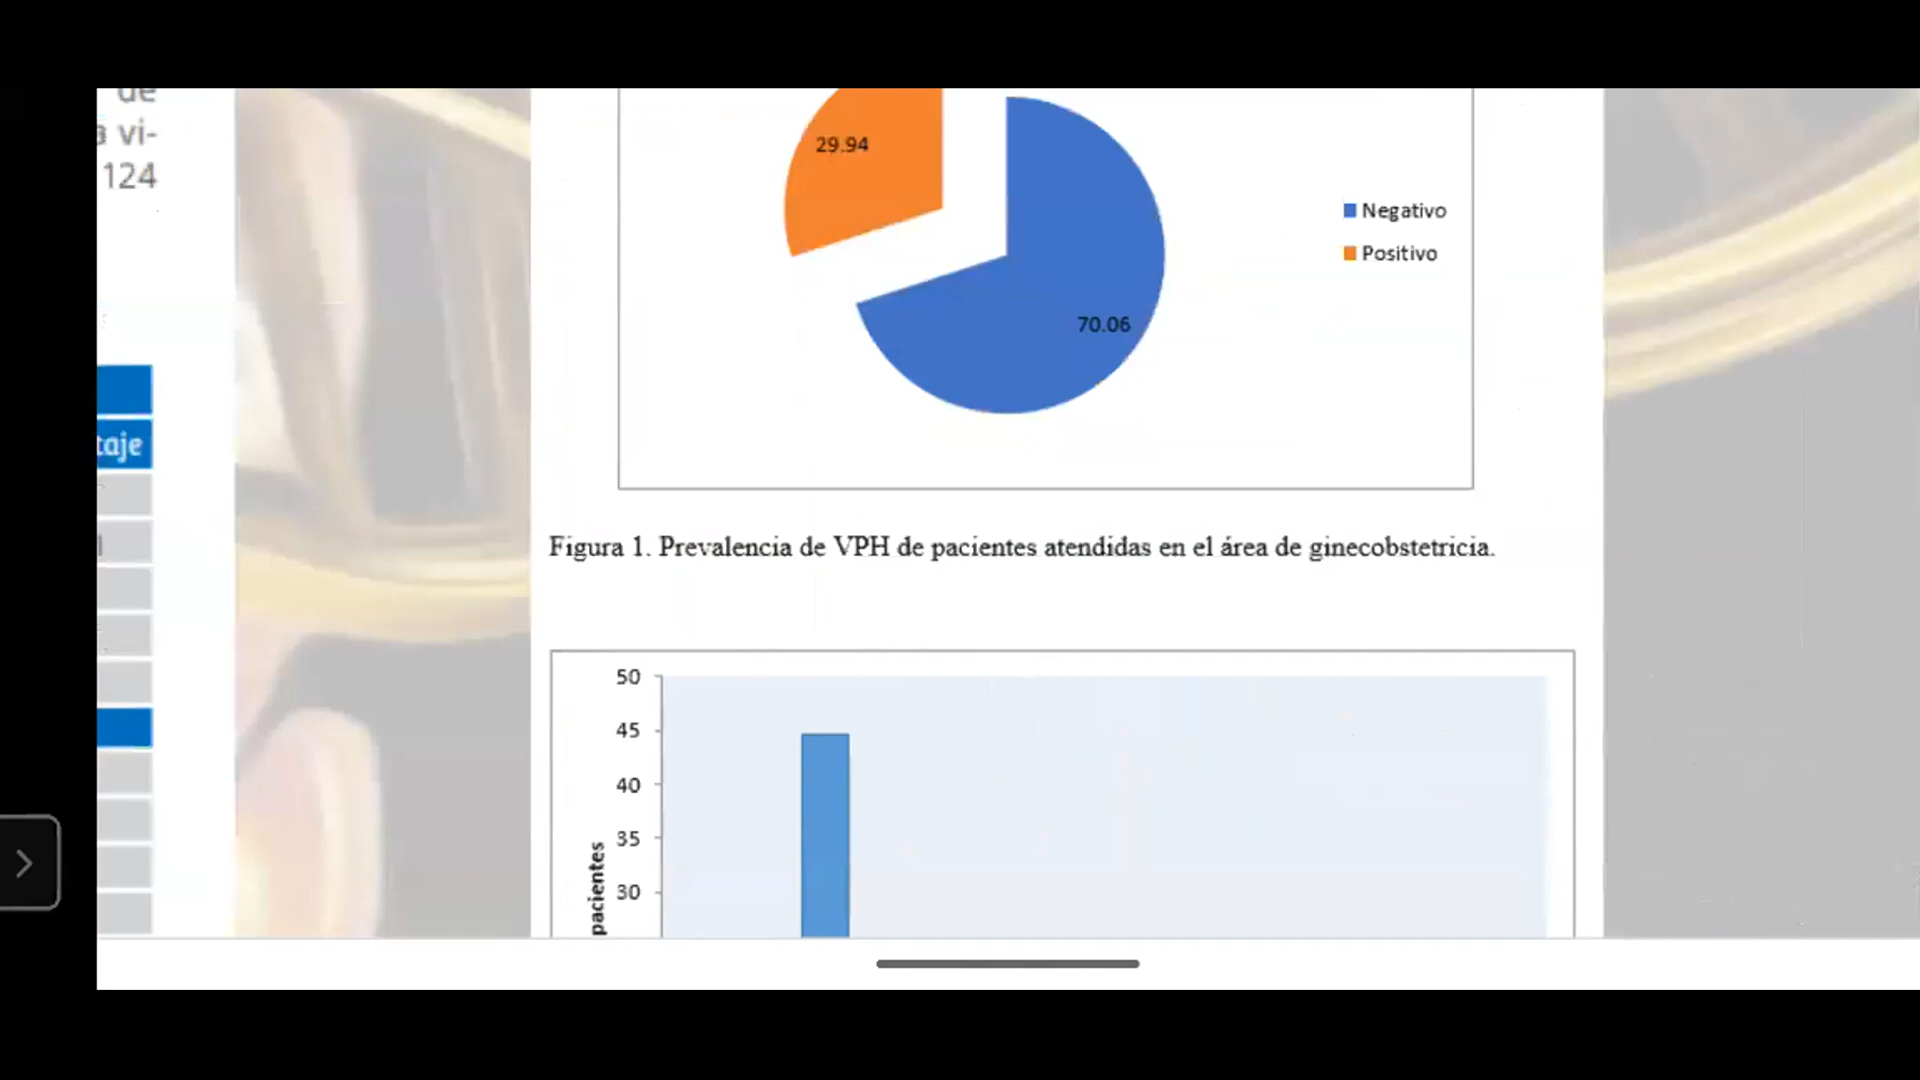 de
a vi-
124
taje
29.94
70.06
Negativo
Positivo
Figura 1. Prevalencia de VPH de pacientes atendidas en el área de ginecobstetricia.
50
45
40
35
30
pacientes